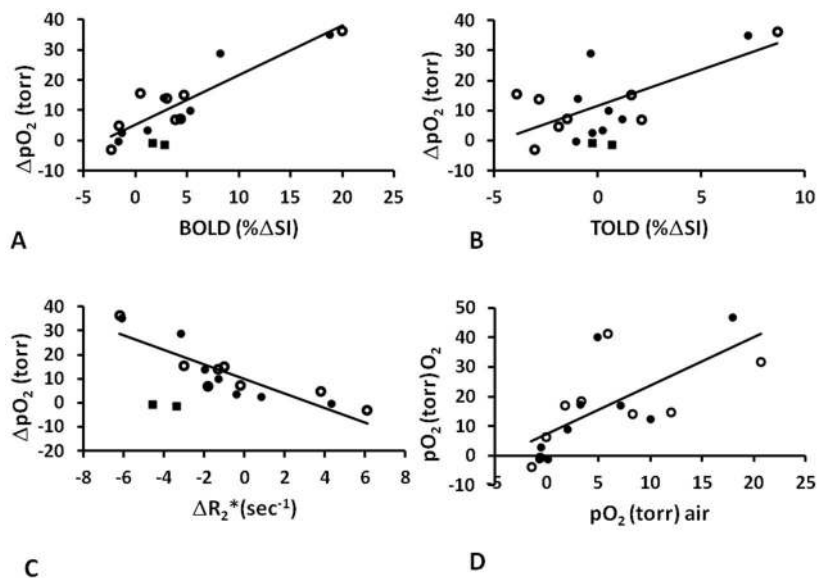 40
30
20
10
0
-10
-5 0 5 10 15 20 25
ΔpO₂ (torr)
BOLD (%ΔSI)
A
40
30
20
10
0
-10
-5 0 5 10
ΔpO₂ (torr)
TOLD (%ΔSI)
B
40
30
20
10
0
-10
-20
-8 -6 -4 -2 0 2 4 6 8
ΔpO₂ (torr)
ΔR₂*(sec⁻¹)
C
50
40
30
20
10
0
-10
-5 0 5 10 15 20 25
pO₂ (torr) O₂
pO₂ (torr) air
D